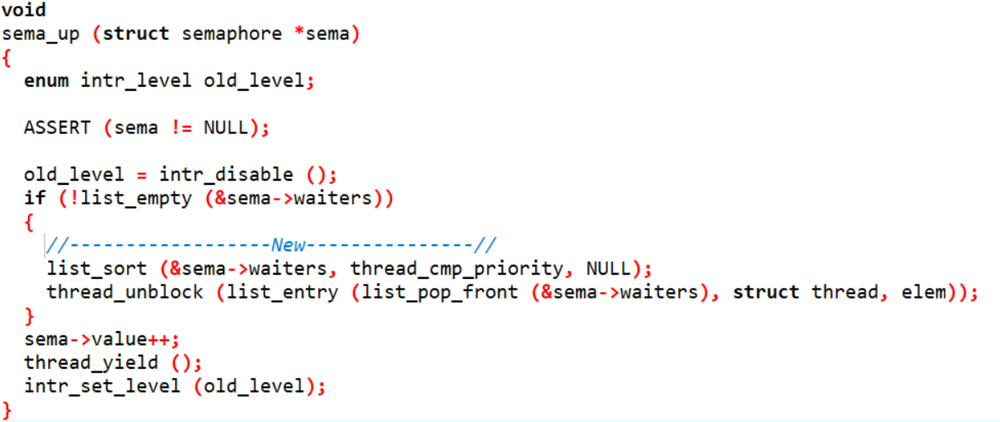 void
sema_up (struct semaphore *sema)
{
  enum intr_level old_level;

  ASSERT (sema != NULL);

  old_level = intr_disable ();
  if (!list_empty (&sema->waiters))
  {
    //------------------New---------------//
    list_sort (&sema->waiters, thread_cmp_priority, NULL);
    thread_unblock (list_entry (list_pop_front (&sema->waiters), struct thread, elem));
  }
  sema->value++;
  thread_yield ();
  intr_set_level (old_level);
}